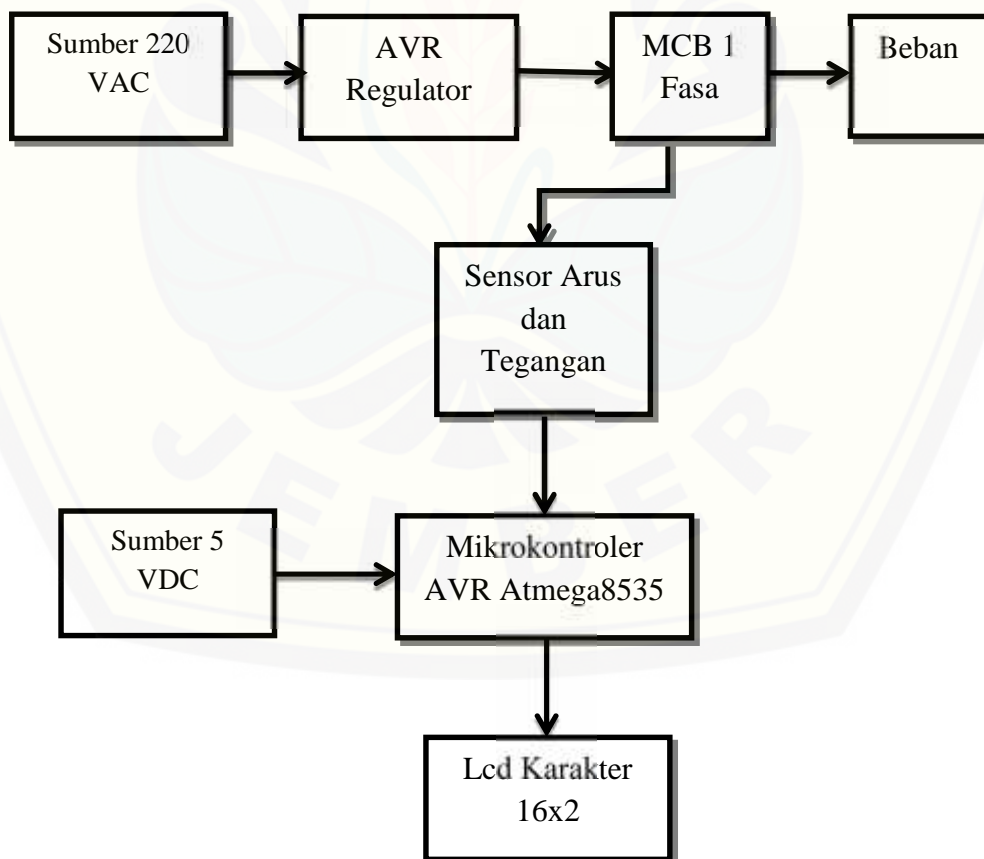 Sumber 220
VAC
AVR
Regulator
MCB 1
Fasa
Beban
Sensor Arus
dan
Tegangan
JEMBER
Sumber 5
VDC
Mikrokontroler
AVR Atmega8535
Lcd Karakter
16x2